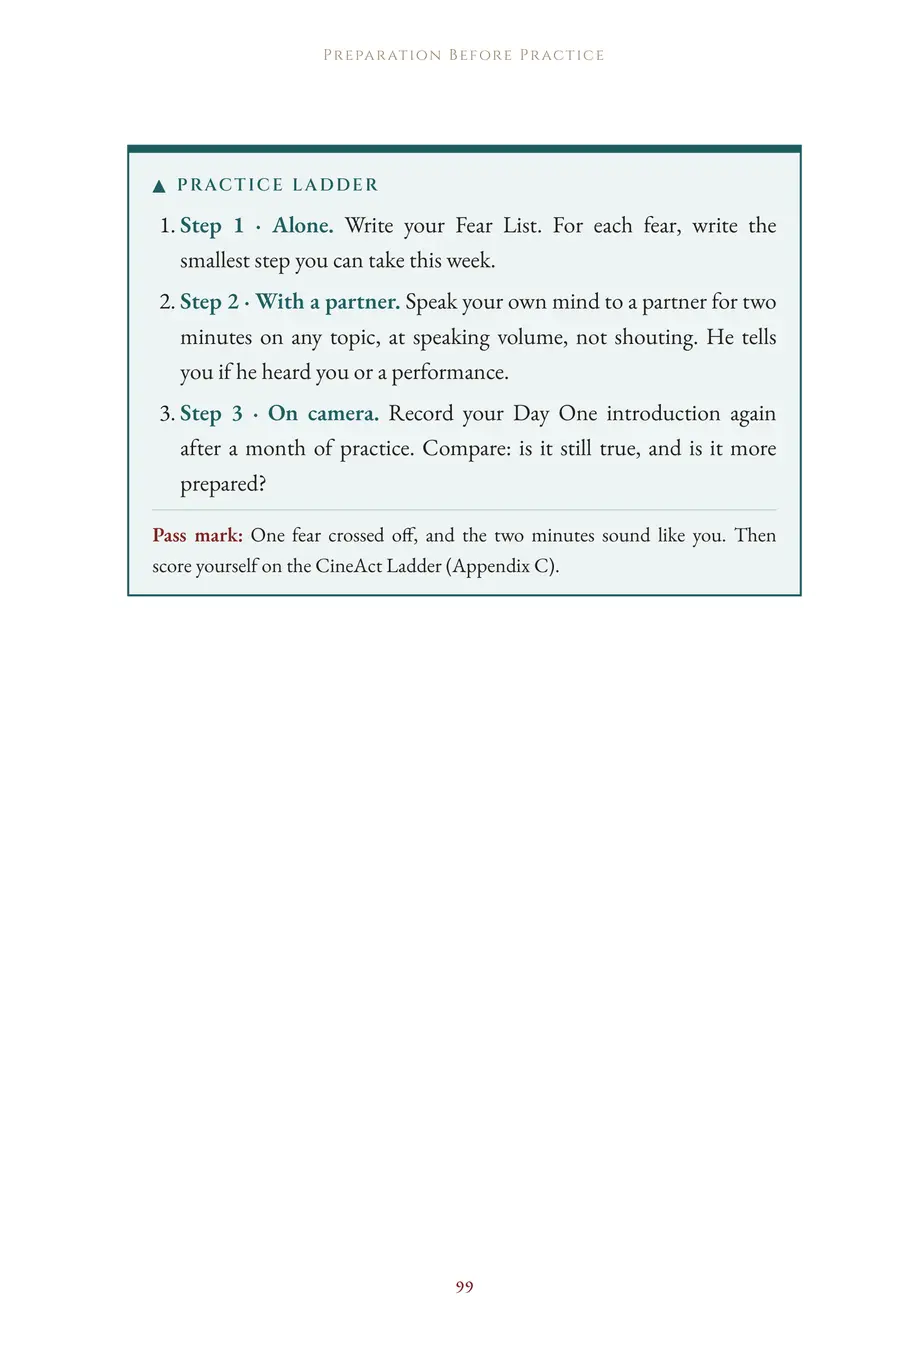 Preparation Before Practice
▲ PRACTICE LADDER
1. Step 1 · Alone. Write your Fear List. For each fear, write the
smallest step you can take this week.
2. Step 2 · With a partner. Speak your own mind to a partner for two
minutes on any topic, at speaking volume, not shouting. He tells
you if he heard you or a performance.
3. Step 3 · On camera. Record your Day One introduction again
after a month of practice. Compare: is it still true, and is it more
prepared?
Pass mark: One fear crossed off, and the two minutes sound like you. Then
score yourself on the CineAct Ladder (Appendix C).
99